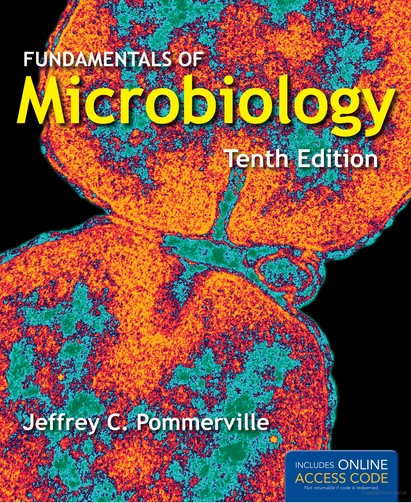 FUNDAMENTALS OF
Microbiology
Tenth Edition
Jeffrey C. Pommerville
INCLUDES ONLINE
ACCESS CODE
Not returnable if code is redeemed.